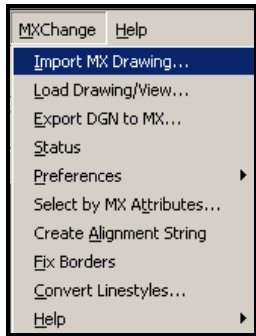 MXChange Help
Import MX Drawing...
Load Drawing/View...
Export DGN to MX...
Status
Preferences
Select by MX Attributes...
Create Alignment String
Fix Borders
Convert Linestyles...
Help